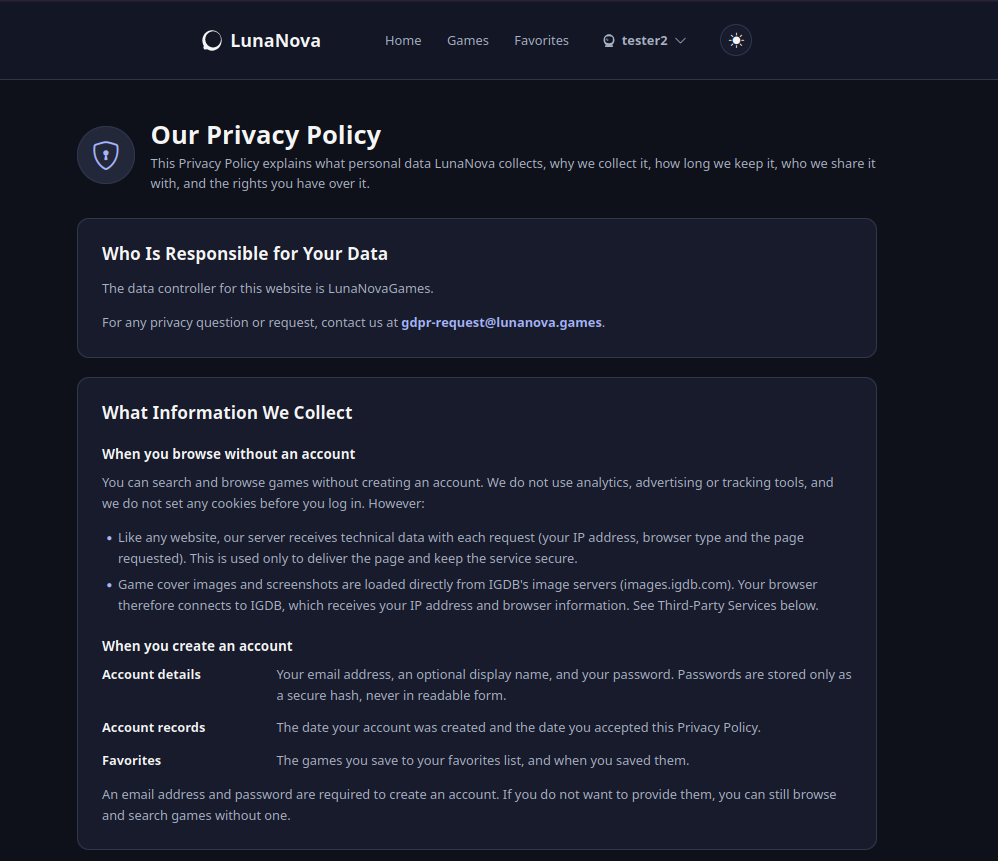 LunaNova
Home Games Favorites tester2
Our Privacy Policy
This Privacy Policy explains what personal data LunaNova collects, why we collect it, how long we keep it, who we share it
with, and the rights you have over it.
Who Is Responsible for Your Data
The data controller for this website is LunaNovaGames.
For any privacy question or request, contact us at gdpr-request@lunanova.games.
What Information We Collect
When you browse without an account
You can search and browse games without creating an account. We do not use analytics, advertising or tracking tools, and
we do not set any cookies before you log in. However:
• Like any website, our server receives technical data with each request (your IP address, browser type and the page
requested). This is used only to deliver the page and keep the service secure.
• Game cover images and screenshots are loaded directly from IGDB's image servers (images.igdb.com). Your browser
therefore connects to IGDB, which receives your IP address and browser information. See Third-Party Services below.
When you create an account
Account details Your email address, an optional display name, and your password. Passwords are stored only as
a secure hash, never in readable form.
Account records The date your account was created and the date you accepted this Privacy Policy.
Favorites The games you save to your favorites list, and when you saved them.
An email address and password are required to create an account. If you do not want to provide them, you can still browse
and search games without one.